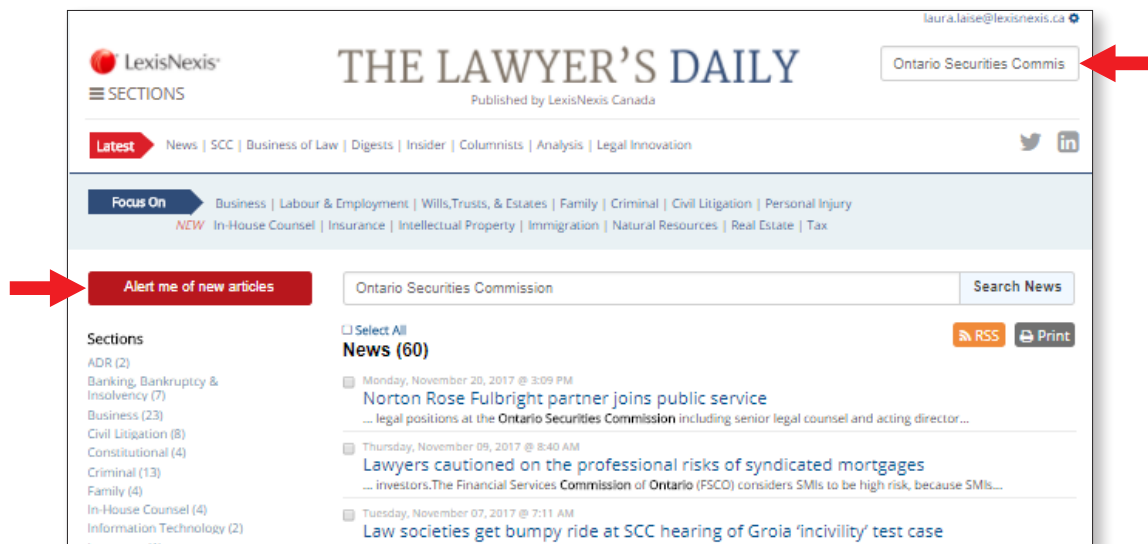 laura.laise@lexisnexis.ca
LexisNexis®
THE LAWYER'S DAILY
Ontario Securities Commis
SECTIONS
Published by LexisNexis Canada
Latest
News | SCC | Business of Law | Digests | Insider | Columnists | Analysis | Legal Innovation
Focus On
Business | Labour & Employment | Wills,Trusts, & Estates | Family | Criminal | Civil Litigation | Personal Injury
NEW In-House Counsel | Insurance | Intellectual Property | Immigration | Natural Resources | Real Estate | Tax
Alert me of new articles
Ontario Securities Commission
Search News
Sections
ADR (2)
Banking, Bankruptcy &
Insolvency (7)
Business (23)
Civil Litigation (8)
Constitutional (4)
Criminal (13)
Family (4)
In-House Counsel (4)
Information Technology (2)
Select All
RSS
Print
News (60)
Monday, November 20, 2017 @ 3:09 PM
Norton Rose Fulbright partner joins public service
... legal positions at the Ontario Securities Commission including senior legal counsel and acting director...
Thursday, November 09, 2017 @ 8:40 AM
Lawyers cautioned on the professional risks of syndicated mortgages
... investors.The Financial Services Commission of Ontario (FSCO) considers SMIs to be high risk, because SMIs...
Tuesday, November 07, 2017 @ 7:11 AM
Law societies get bumpy ride at SCC hearing of Groia 'incivility' test case